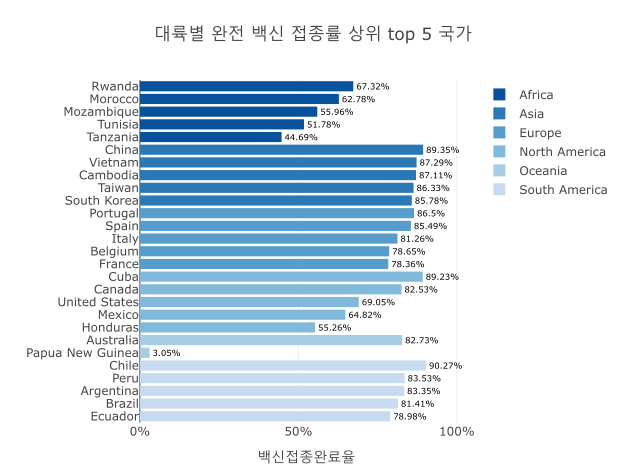 대륙별 완전 백신 접종률 상위 top 5 국가
Rwanda 67.32%
Morocco 62.78%
Mozambique 55.96%
Tunisia 51.78%
Tanzania 44.69%
China 89.35%
Vietnam 87.29%
Cambodia 87.11%
Taiwan 86.33%
South Korea 85.78%
Portugal 86.5%
Spain 85.49%
Italy 81.26%
Belgium 78.65%
France 78.36%
Cuba 89.23%
Canada 82.53%
United States 69.05%
Mexico 64.82%
Honduras 55.26%
Australia 82.73%
Papua New Guinea 3.05%
Chile 90.27%
Peru 83.53%
Argentina 83.35%
Brazil 81.41%
Ecuador 78.98%
0% 50% 100%
백신접종완료율
Africa
Asia
Europe
North America
Oceania
South America